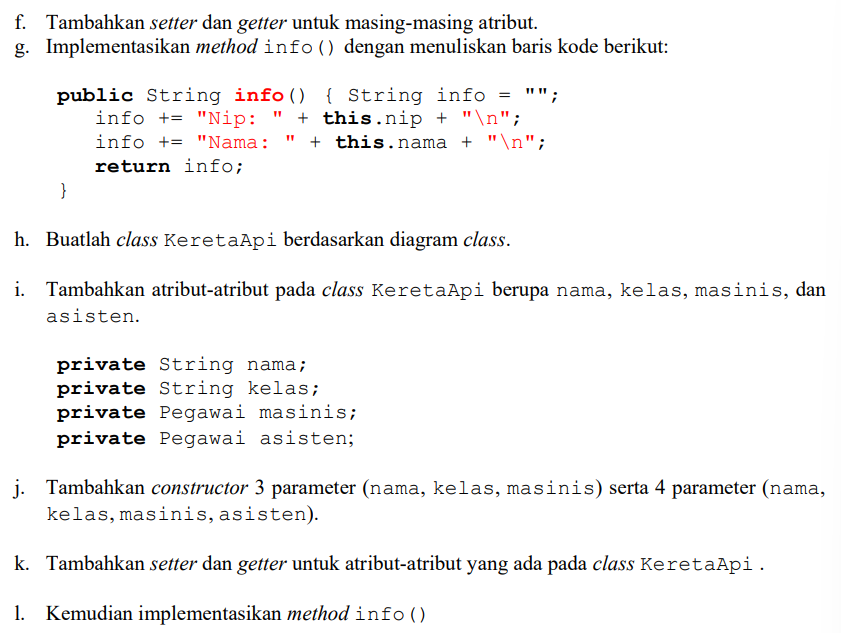 f. Tambahkan setter dan getter untuk masing-masing atribut.
g. Implementasikan method info() dengan menuliskan baris kode berikut:
public String info() { String info = "";
info += "Nip: " + this.nip + "\n";
info += "Nama: " + this.nama + "\n";
return info;
}
h. Buatlah class KeretaApi berdasarkan diagram class.
i. Tambahkan atribut-atribut pada class KeretaApi berupa nama, kelas, masinis, dan
asisten.
private String nama;
private String kelas;
private Pegawai masinis;
private Pegawai asisten;
j. Tambahkan constructor 3 parameter (nama, kelas, masinis) serta 4 parameter (nama,
kelas, masinis, asisten).
k. Tambahkan setter dan getter untuk atribut-atribut yang ada pada class KeretaApi .
l. Kemudian implementasikan method info()